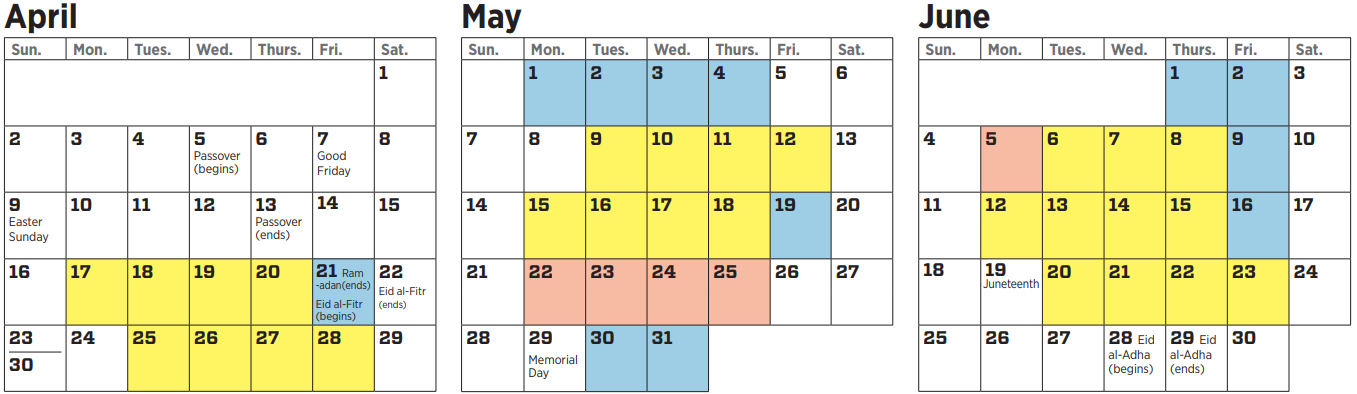 April
Sun. Mon. Tues. Wed. Thurs. Fri. Sat.
1
2 3 4 5 6 7 8
Passover
(begins)
Good
Friday
9 10 11 12 13 14 15
Easter
Sunday
Passover
(ends)
16 17 18 19 20 21 Ram 22
-adan(ends)
Eid al-Fitr
(begins)
Eid al-Fitr
(ends)
23 24 25 26 27 28 29
30
May
Sun. Mon. Tues. Wed. Thurs. Fri. Sat.
1 2 3 4 5 6
7 8 9 10 11 12 13
14 15 16 17 18 19 20
21 22 23 24 25 26 27
28 29 30 31
Memorial
Day
June
Sun. Mon. Tues. Wed. Thurs. Fri. Sat.
1 2 3
4 5 6 7 8 9 10
11 12 13 14 15 16 17
18 19 20 21 22 23 24
Juneteenth
25 26 27 28 Eid 29 Eid 30
al-Adha al-Adha
(begins) (ends)